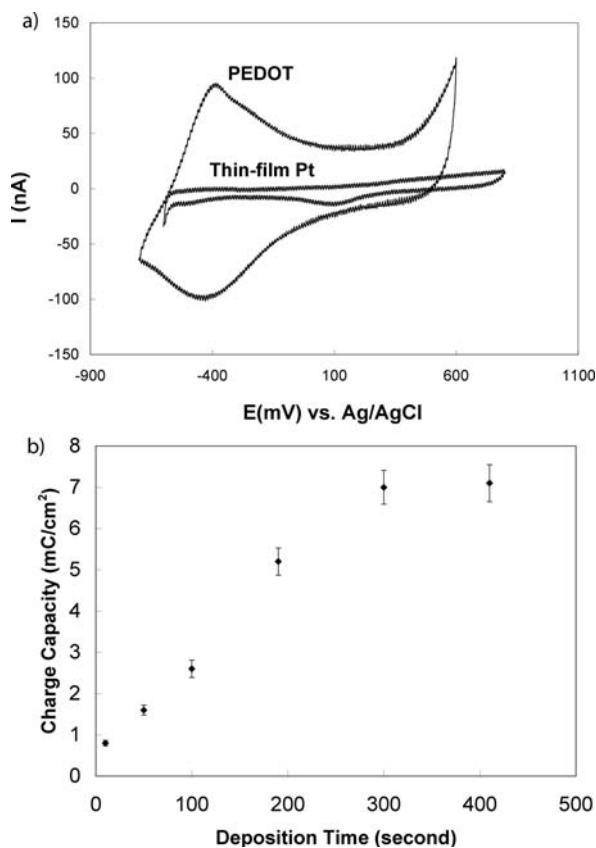 a)
150
100
50
0
-50
-100
-150
I (nA)
PEDOT
Thin-film Pt
-900 -400 100 600 1100
E(mV) vs. Ag/AgCl
b)
8
7
6
5
4
3
2
1
0
Charge Capacity (mC/cm²)
0 100 200 300 400 500
Deposition Time (second)